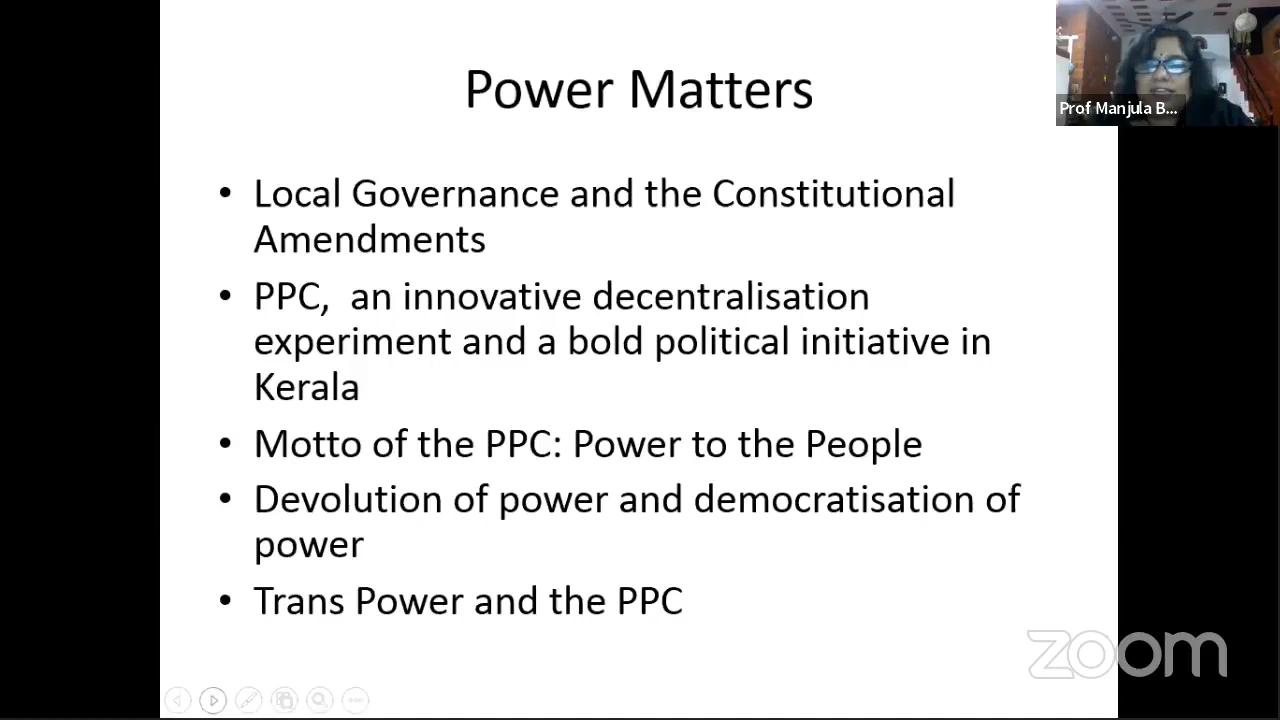 Power Matters
Prof Manjula B...
• Local Governance and the Constitutional
Amendments
• PPC,  an innovative decentralisation
experiment and a bold political initiative in
Kerala
• Motto of the PPC: Power to the People
• Devolution of power and democratisation of
power
• Trans Power and the PPC
zoom